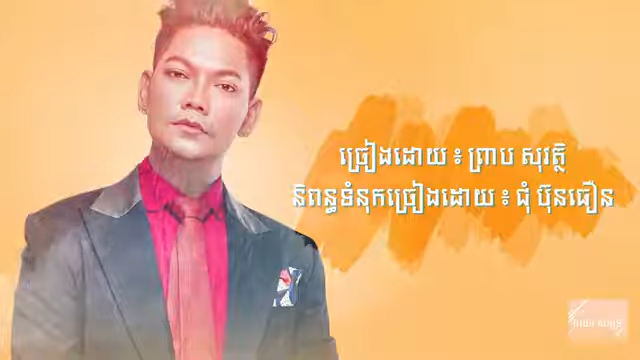 ច្រៀងដោយ ៖ ព្រាប សុវត្ថិ
និពន្ធទំនុកច្រៀងដោយ ៖ ជុំ ប៊ុនធឿន